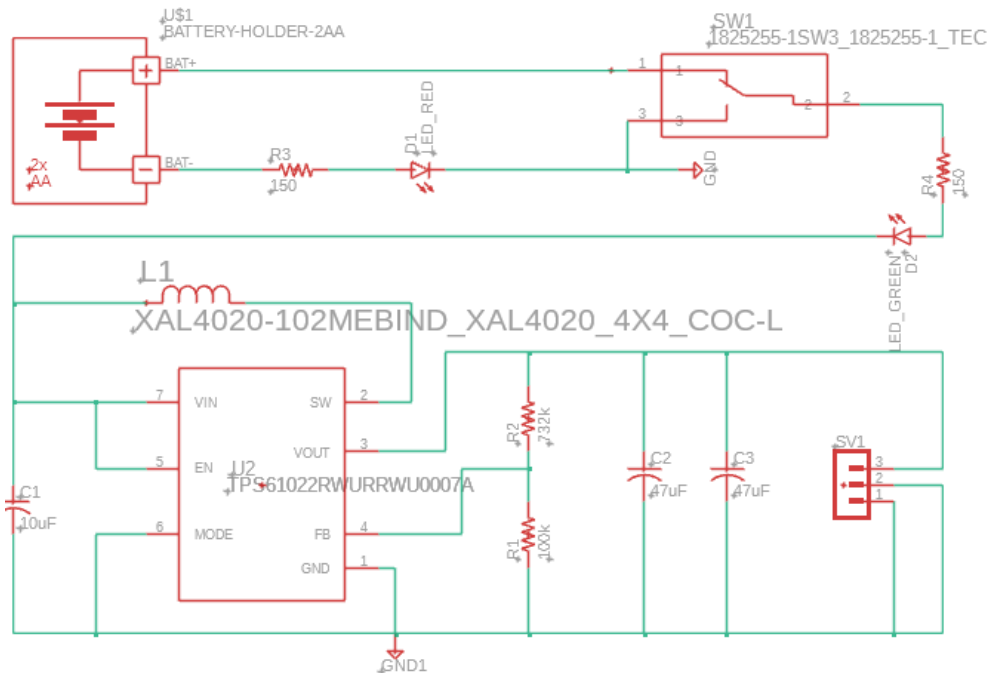 U$1
BATTERY-HOLDER-2AA
SW1
1825255-1SW3_1825255-1_TEC
BAT+
1
1
2
2
3
3
BAT-
2x
AA
R3
150
D1
LED_RED
GND
R4
150
LED_GREEN
D2
L1
XAL4020-102MEBIND_XAL4020_4X4_COC-L
7
VIN
SW
2
VOUT
3
5
EN
U2
TPS61022RWURRWU0007A
6
MODE
FB
4
GND
1
C1
10uF
R2
732k
R1
100k
C2
47uF
C3
47uF
SV1
3
2
1
GND1